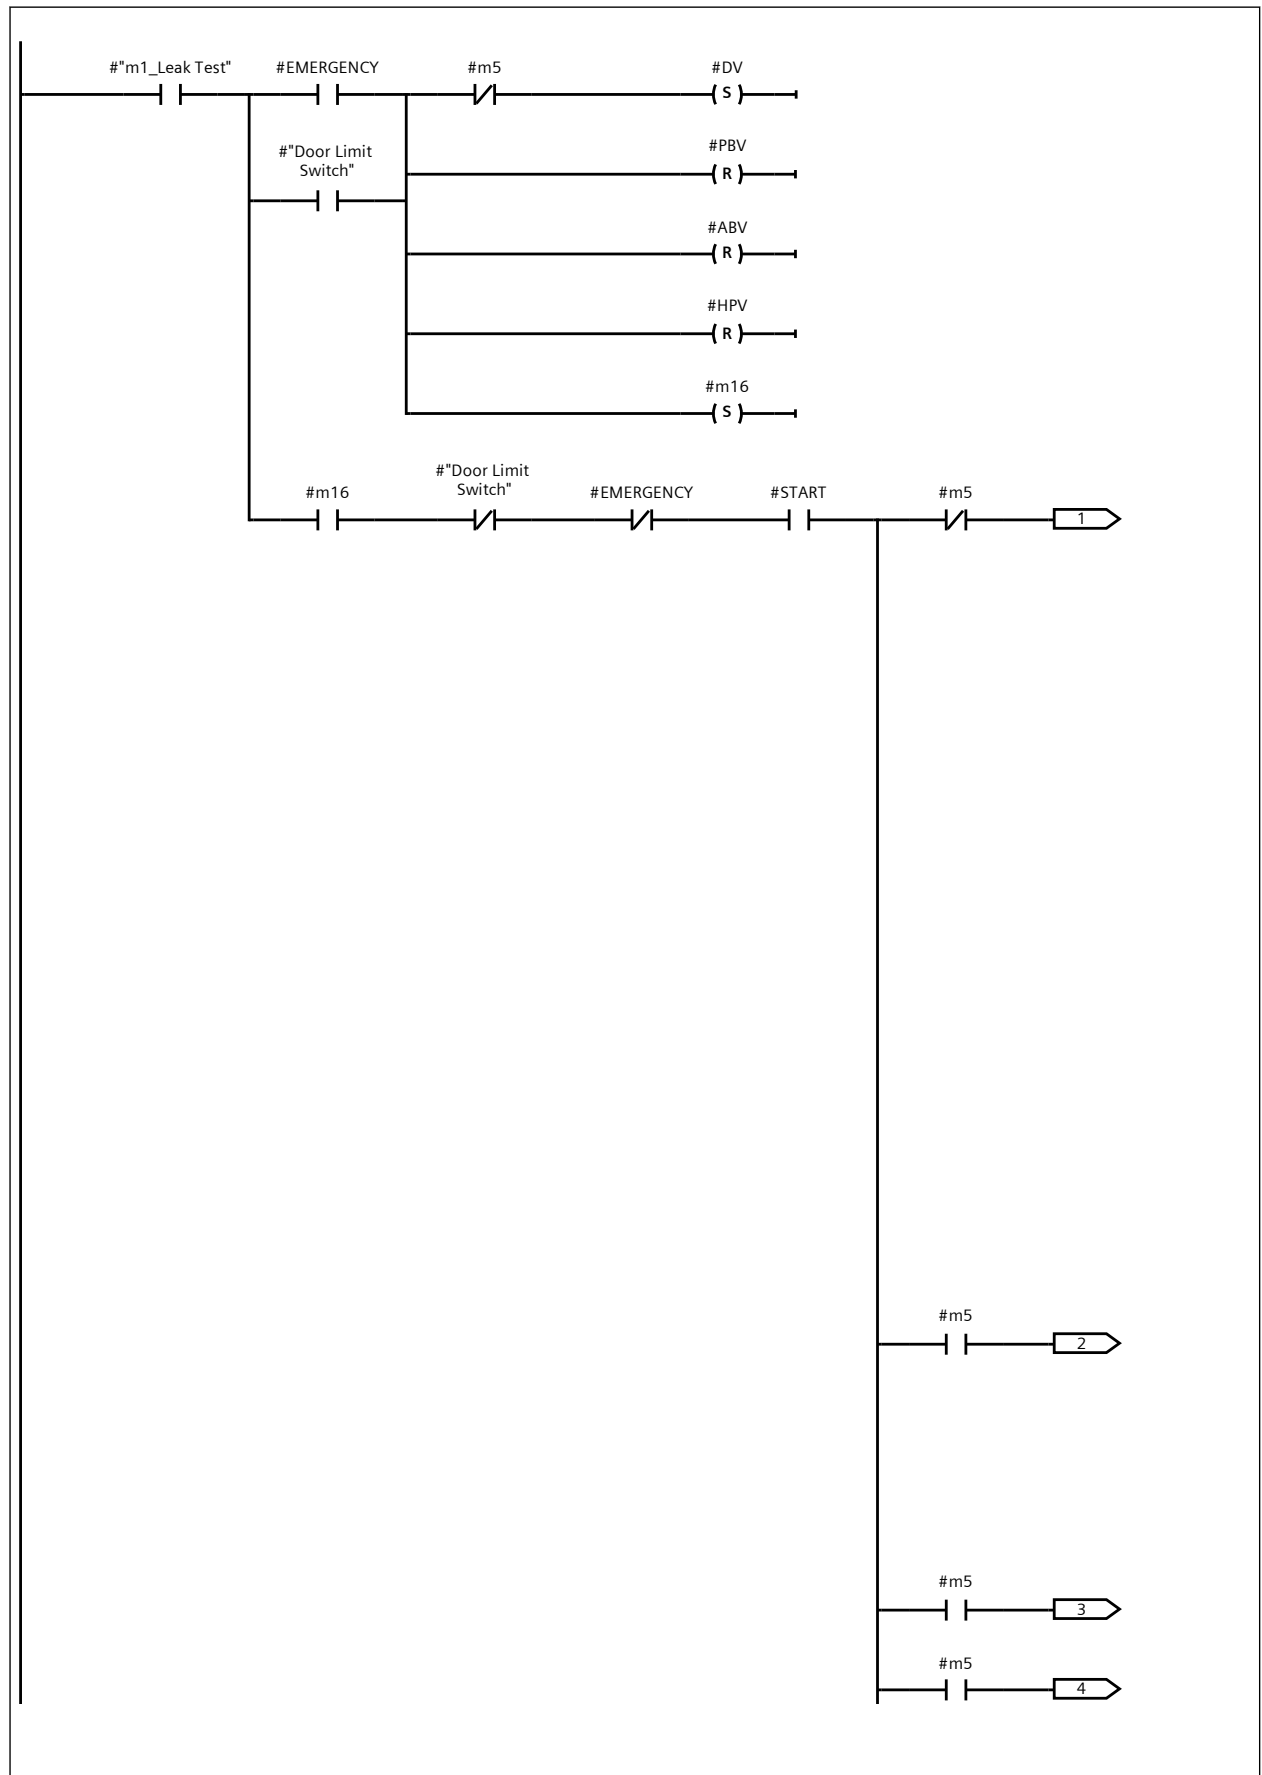 #"m1_Leak Test"
#EMERGENCY
#m5
#DV
S
#"Door Limit
Switch"
#PBV
R
#ABV
R
#HPV
R
#m16
S
#m16
#"Door Limit
Switch"
#EMERGENCY
#START
#m5
1
#m5
2
#m5
3
#m5
4